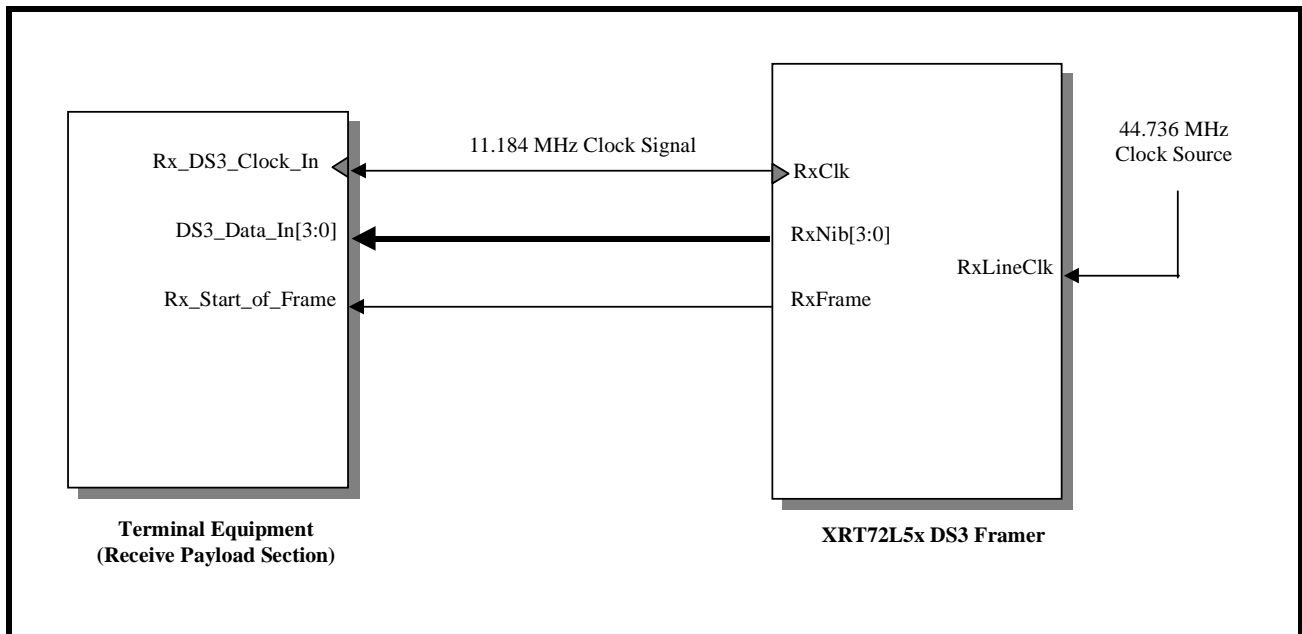 Rx_DS3_Clock_In
DS3_Data_In[3:0]
Rx_Start_of_Frame
Terminal Equipment
(Receive Payload Section)
11.184 MHz Clock Signal
RxClk
RxNib[3:0]
RxFrame
RxLineClk
XRT72L5x DS3 Framer
44.736 MHz
Clock Source